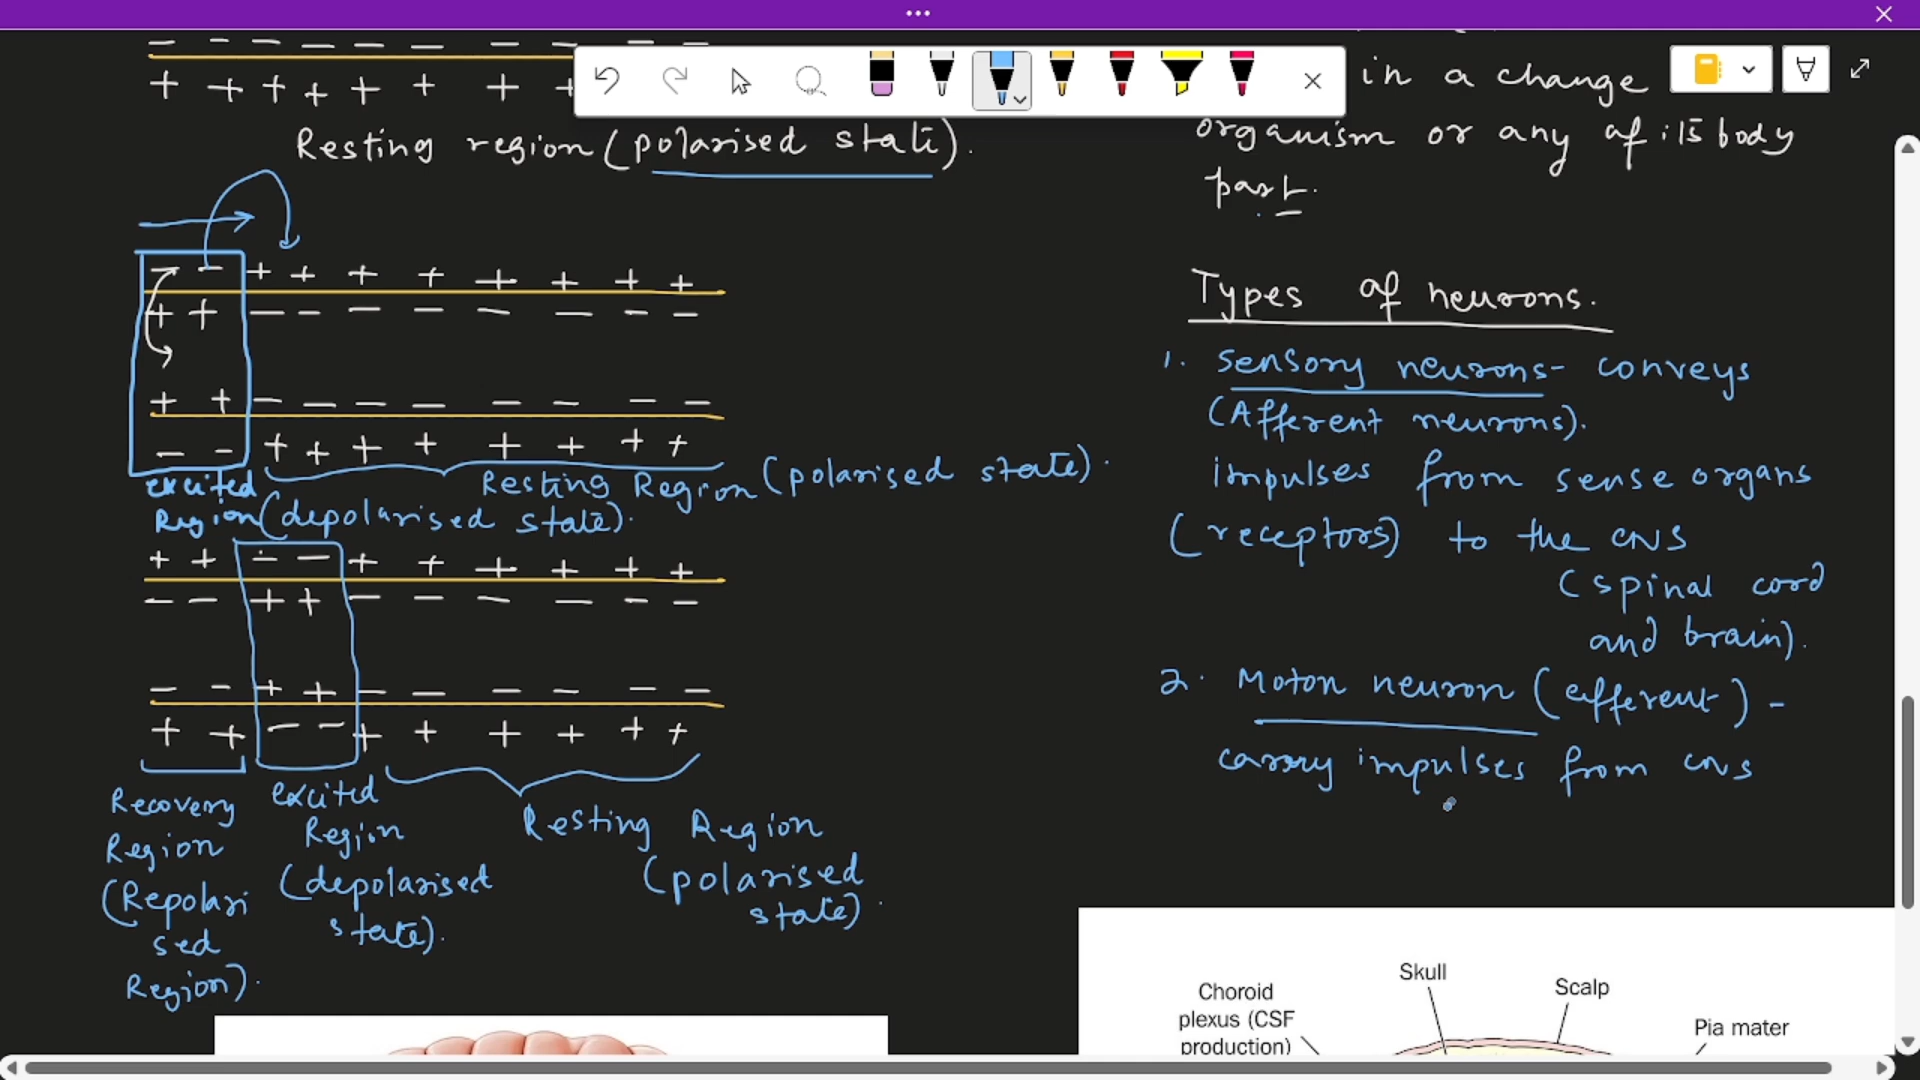 Resting region (polarised state).
Resting Region (polarised state).
excited
Region (depolarised state).
Recovery
Region
(Repolari
sed
Region).
excited
Region
(depolarised
state).
Resting Region
(polarised
state).
in a change
organism or any of its body
part.
Types of neurons.
1. Sensory neurons - conveys
(Afferent neurons).
impulses from sense organs
(receptors) to the CNS
(spinal cord
and brain).
2. Motor neuron (efferent) -
carry impulses from CNS
Skull
Scalp
Choroid
plexus (CSF
production)
Pia mater